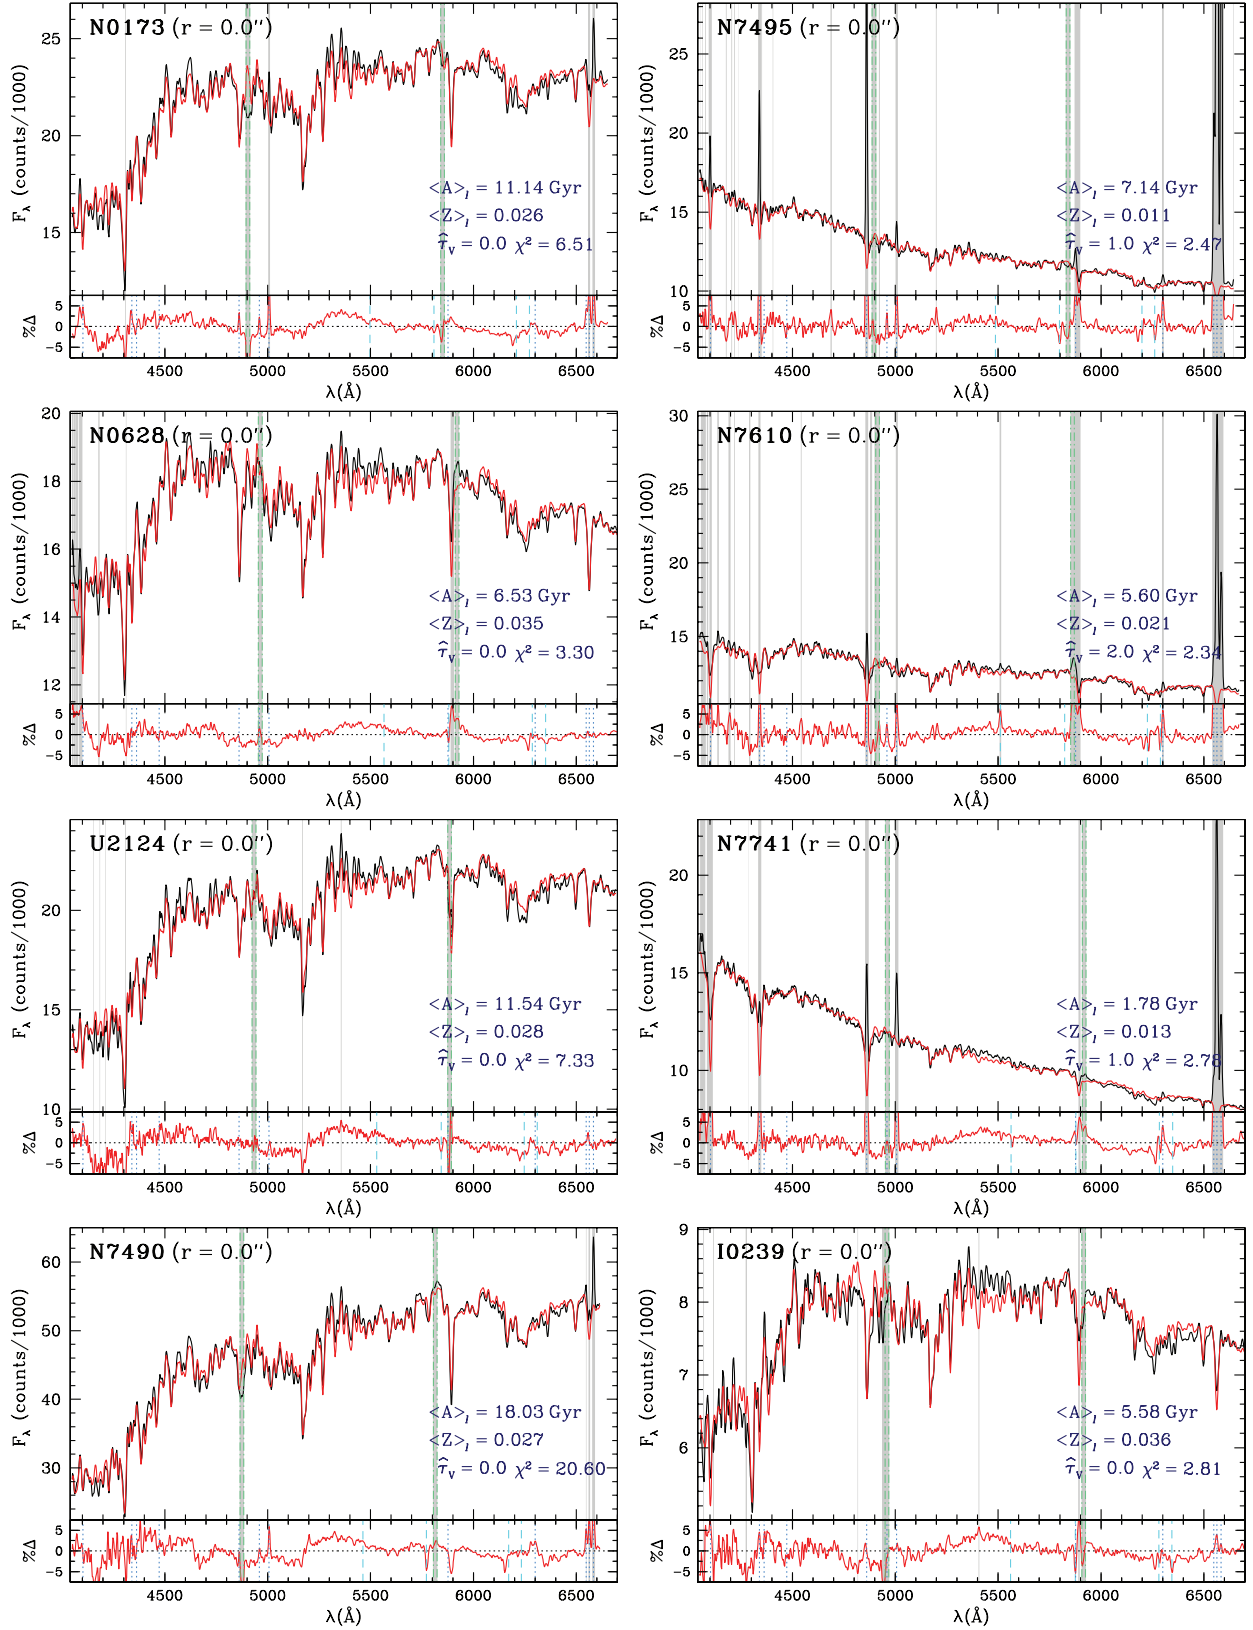 N0173 (r = 0.0″)
25
20
15
F_λ (counts/1000)
<A>_l = 11.14 Gyr
<Z>_l = 0.026
τ̂_V = 0.0 χ² = 6.51
5
0
−5
%Δ
4500 5000 5500 6000 6500
λ(Å)
N7495 (r = 0.0″)
25
20
15
10
F_λ (counts/1000)
<A>_l = 7.14 Gyr
<Z>_l = 0.011
τ̂_V = 1.0 χ² = 2.47
5
0
−5
%Δ
4500 5000 5500 6000 6500
λ(Å)
N0628 (r = 0.0″)
20
18
16
14
12
F_λ (counts/1000)
<A>_l = 6.53 Gyr
<Z>_l = 0.035
τ̂_V = 0.0 χ² = 3.30
5
0
−5
%Δ
4500 5000 5500 6000 6500
λ(Å)
N7610 (r = 0.0″)
30
25
20
15
F_λ (counts/1000)
<A>_l = 5.60 Gyr
<Z>_l = 0.021
τ̂_V = 2.0 χ² = 2.34
5
0
−5
%Δ
4500 5000 5500 6000 6500
λ(Å)
U2124 (r = 0.0″)
20
15
10
F_λ (counts/1000)
<A>_l = 11.54 Gyr
<Z>_l = 0.028
τ̂_V = 0.0 χ² = 7.33
5
0
−5
%Δ
4500 5000 5500 6000 6500
λ(Å)
N7741 (r = 0.0″)
20
15
10
F_λ (counts/1000)
<A>_l = 1.78 Gyr
<Z>_l = 0.013
τ̂_V = 1.0 χ² = 2.78
5
0
−5
%Δ
4500 5000 5500 6000 6500
λ(Å)
N7490 (r = 0.0″)
60
50
40
30
F_λ (counts/1000)
<A>_l = 18.03 Gyr
<Z>_l = 0.027
τ̂_V = 0.0 χ² = 20.60
5
0
−5
%Δ
4500 5000 5500 6000 6500
λ(Å)
I0239 (r = 0.0″)
9
8
7
6
F_λ (counts/1000)
<A>_l = 5.58 Gyr
<Z>_l = 0.036
τ̂_V = 0.0 χ² = 2.81
5
0
−5
%Δ
4500 5000 5500 6000 6500
λ(Å)